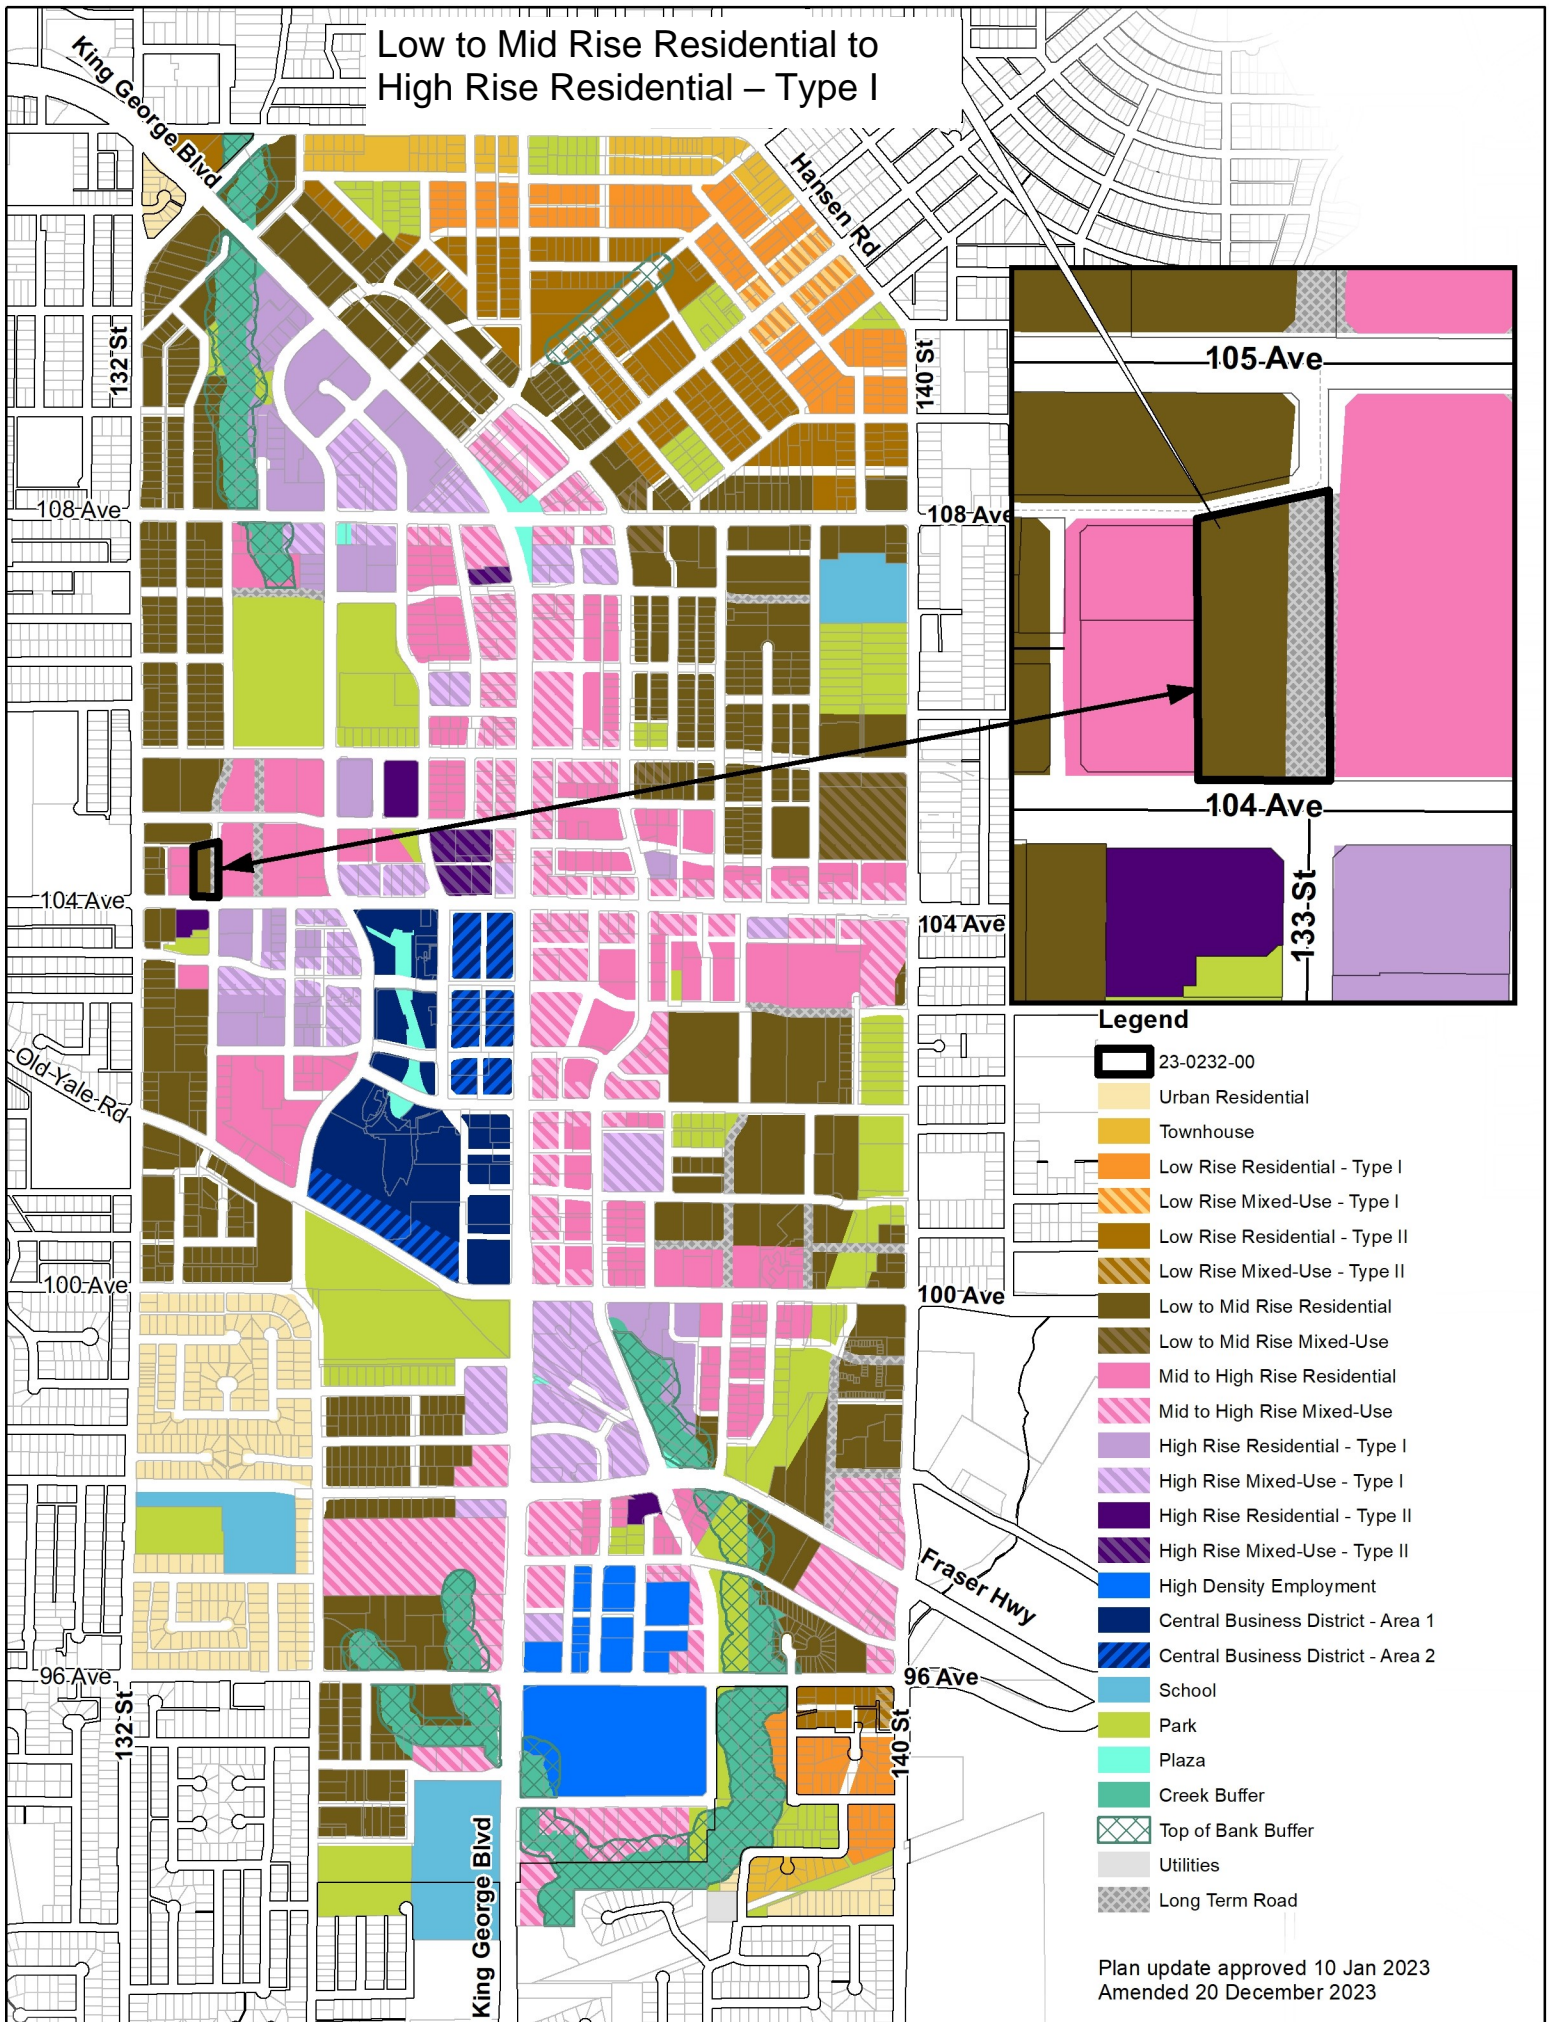 Low to Mid Rise Residential to
High Rise Residential – Type I
King George Blvd
Hansen Rd
132 St
140 St
105 Ave
108 Ave
108 Ave
104 Ave
133 St
104 Ave
104 Ave
Old Yale Rd
100 Ave
100 Ave
Fraser Hwy
96 Ave
96 Ave
132 St
140 St
King George Blvd
Legend
23-0232-00
Urban Residential
Townhouse
Low Rise Residential - Type I
Low Rise Mixed-Use - Type I
Low Rise Residential - Type II
Low Rise Mixed-Use - Type II
Low to Mid Rise Residential
Low to Mid Rise Mixed-Use
Mid to High Rise Residential
Mid to High Rise Mixed-Use
High Rise Residential - Type I
High Rise Mixed-Use - Type I
High Rise Residential - Type II
High Rise Mixed-Use - Type II
High Density Employment
Central Business District - Area 1
Central Business District - Area 2
School
Park
Plaza
Creek Buffer
Top of Bank Buffer
Utilities
Long Term Road
Plan update approved 10 Jan 2023
Amended 20 December 2023